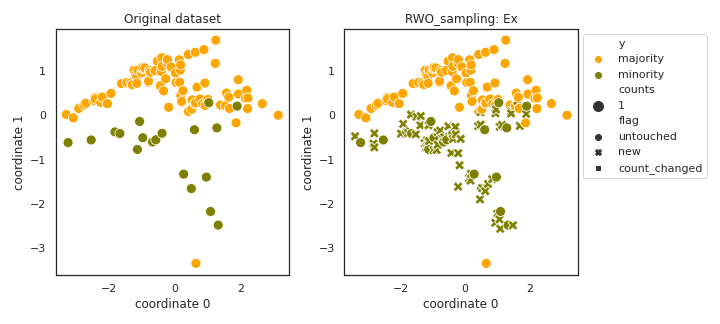 Original dataset
RWO_sampling: Ex
coordinate 1
1
0
−1
−2
−3
−2
0
2
coordinate 0
coordinate 1
1
0
−1
−2
−3
−2
0
2
coordinate 0
y
majority
minority
counts
1
flag
untouched
new
count_changed